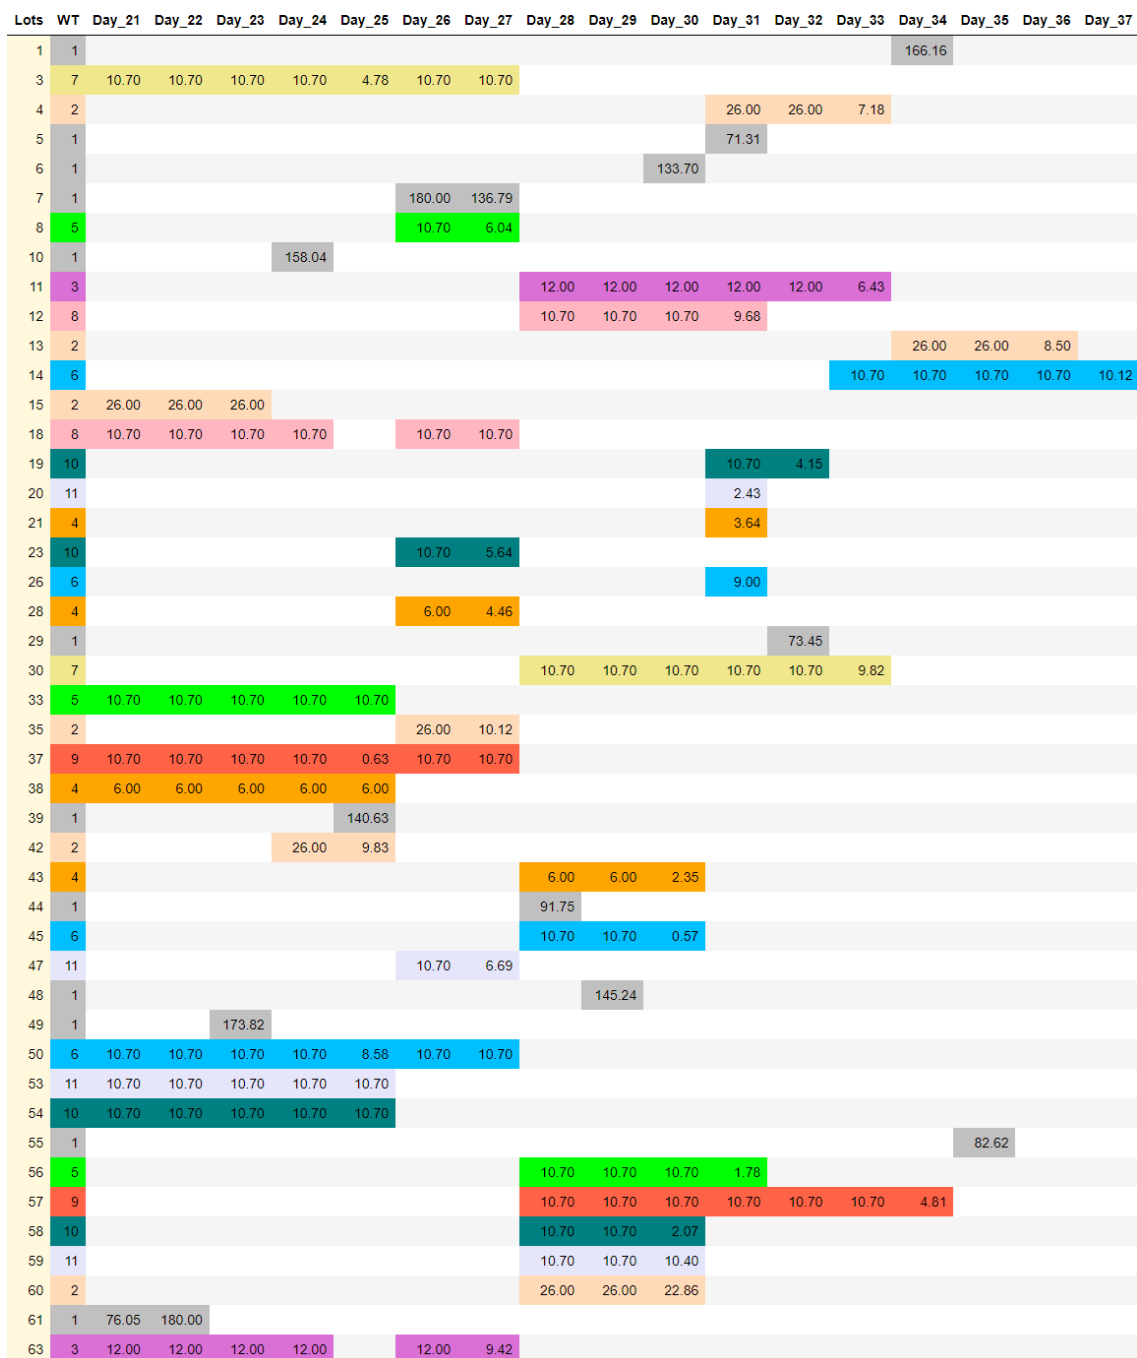 Lots WT Day_21 Day_22 Day_23 Day_24 Day_25 Day_26 Day_27 Day_28 Day_29 Day_30 Day_31 Day_32 Day_33 Day_34 Day_35 Day_36 Day_37
1 1 166.16
3 7 10.70 10.70 10.70 10.70 4.78 10.70 10.70
4 2 26.00 26.00 7.18
5 1 71.31
6 1 133.70
7 1 180.00 136.79
8 5 10.70 6.04
10 1 158.04
11 3 12.00 12.00 12.00 12.00 12.00 6.43
12 8 10.70 10.70 10.70 9.68
13 2 26.00 26.00 8.50
14 6 10.70 10.70 10.70 10.70 10.12
15 2 26.00 26.00 26.00
18 8 10.70 10.70 10.70 10.70 10.70 10.70
19 10 10.70 4.15
20 11 2.43
21 4 3.64
23 10 10.70 5.64
26 6 9.00
28 4 6.00 4.46
29 1 73.45
30 7 10.70 10.70 10.70 10.70 10.70 9.82
33 5 10.70 10.70 10.70 10.70 10.70
35 2 26.00 10.12
37 9 10.70 10.70 10.70 10.70 0.63 10.70 10.70
38 4 6.00 6.00 6.00 6.00 6.00
39 1 140.63
42 2 26.00 9.83
43 4 6.00 6.00 2.35
44 1 91.75
45 6 10.70 10.70 0.57
47 11 10.70 6.69
48 1 145.24
49 1 173.82
50 6 10.70 10.70 10.70 10.70 8.58 10.70 10.70
53 11 10.70 10.70 10.70 10.70 10.70
54 10 10.70 10.70 10.70 10.70 10.70
55 1 82.62
56 5 10.70 10.70 10.70 1.78
57 9 10.70 10.70 10.70 10.70 10.70 10.70 4.81
58 10 10.70 10.70 2.07
59 11 10.70 10.70 10.40
60 2 26.00 26.00 22.86
61 1 76.05 180.00
63 3 12.00 12.00 12.00 12.00 12.00 9.42